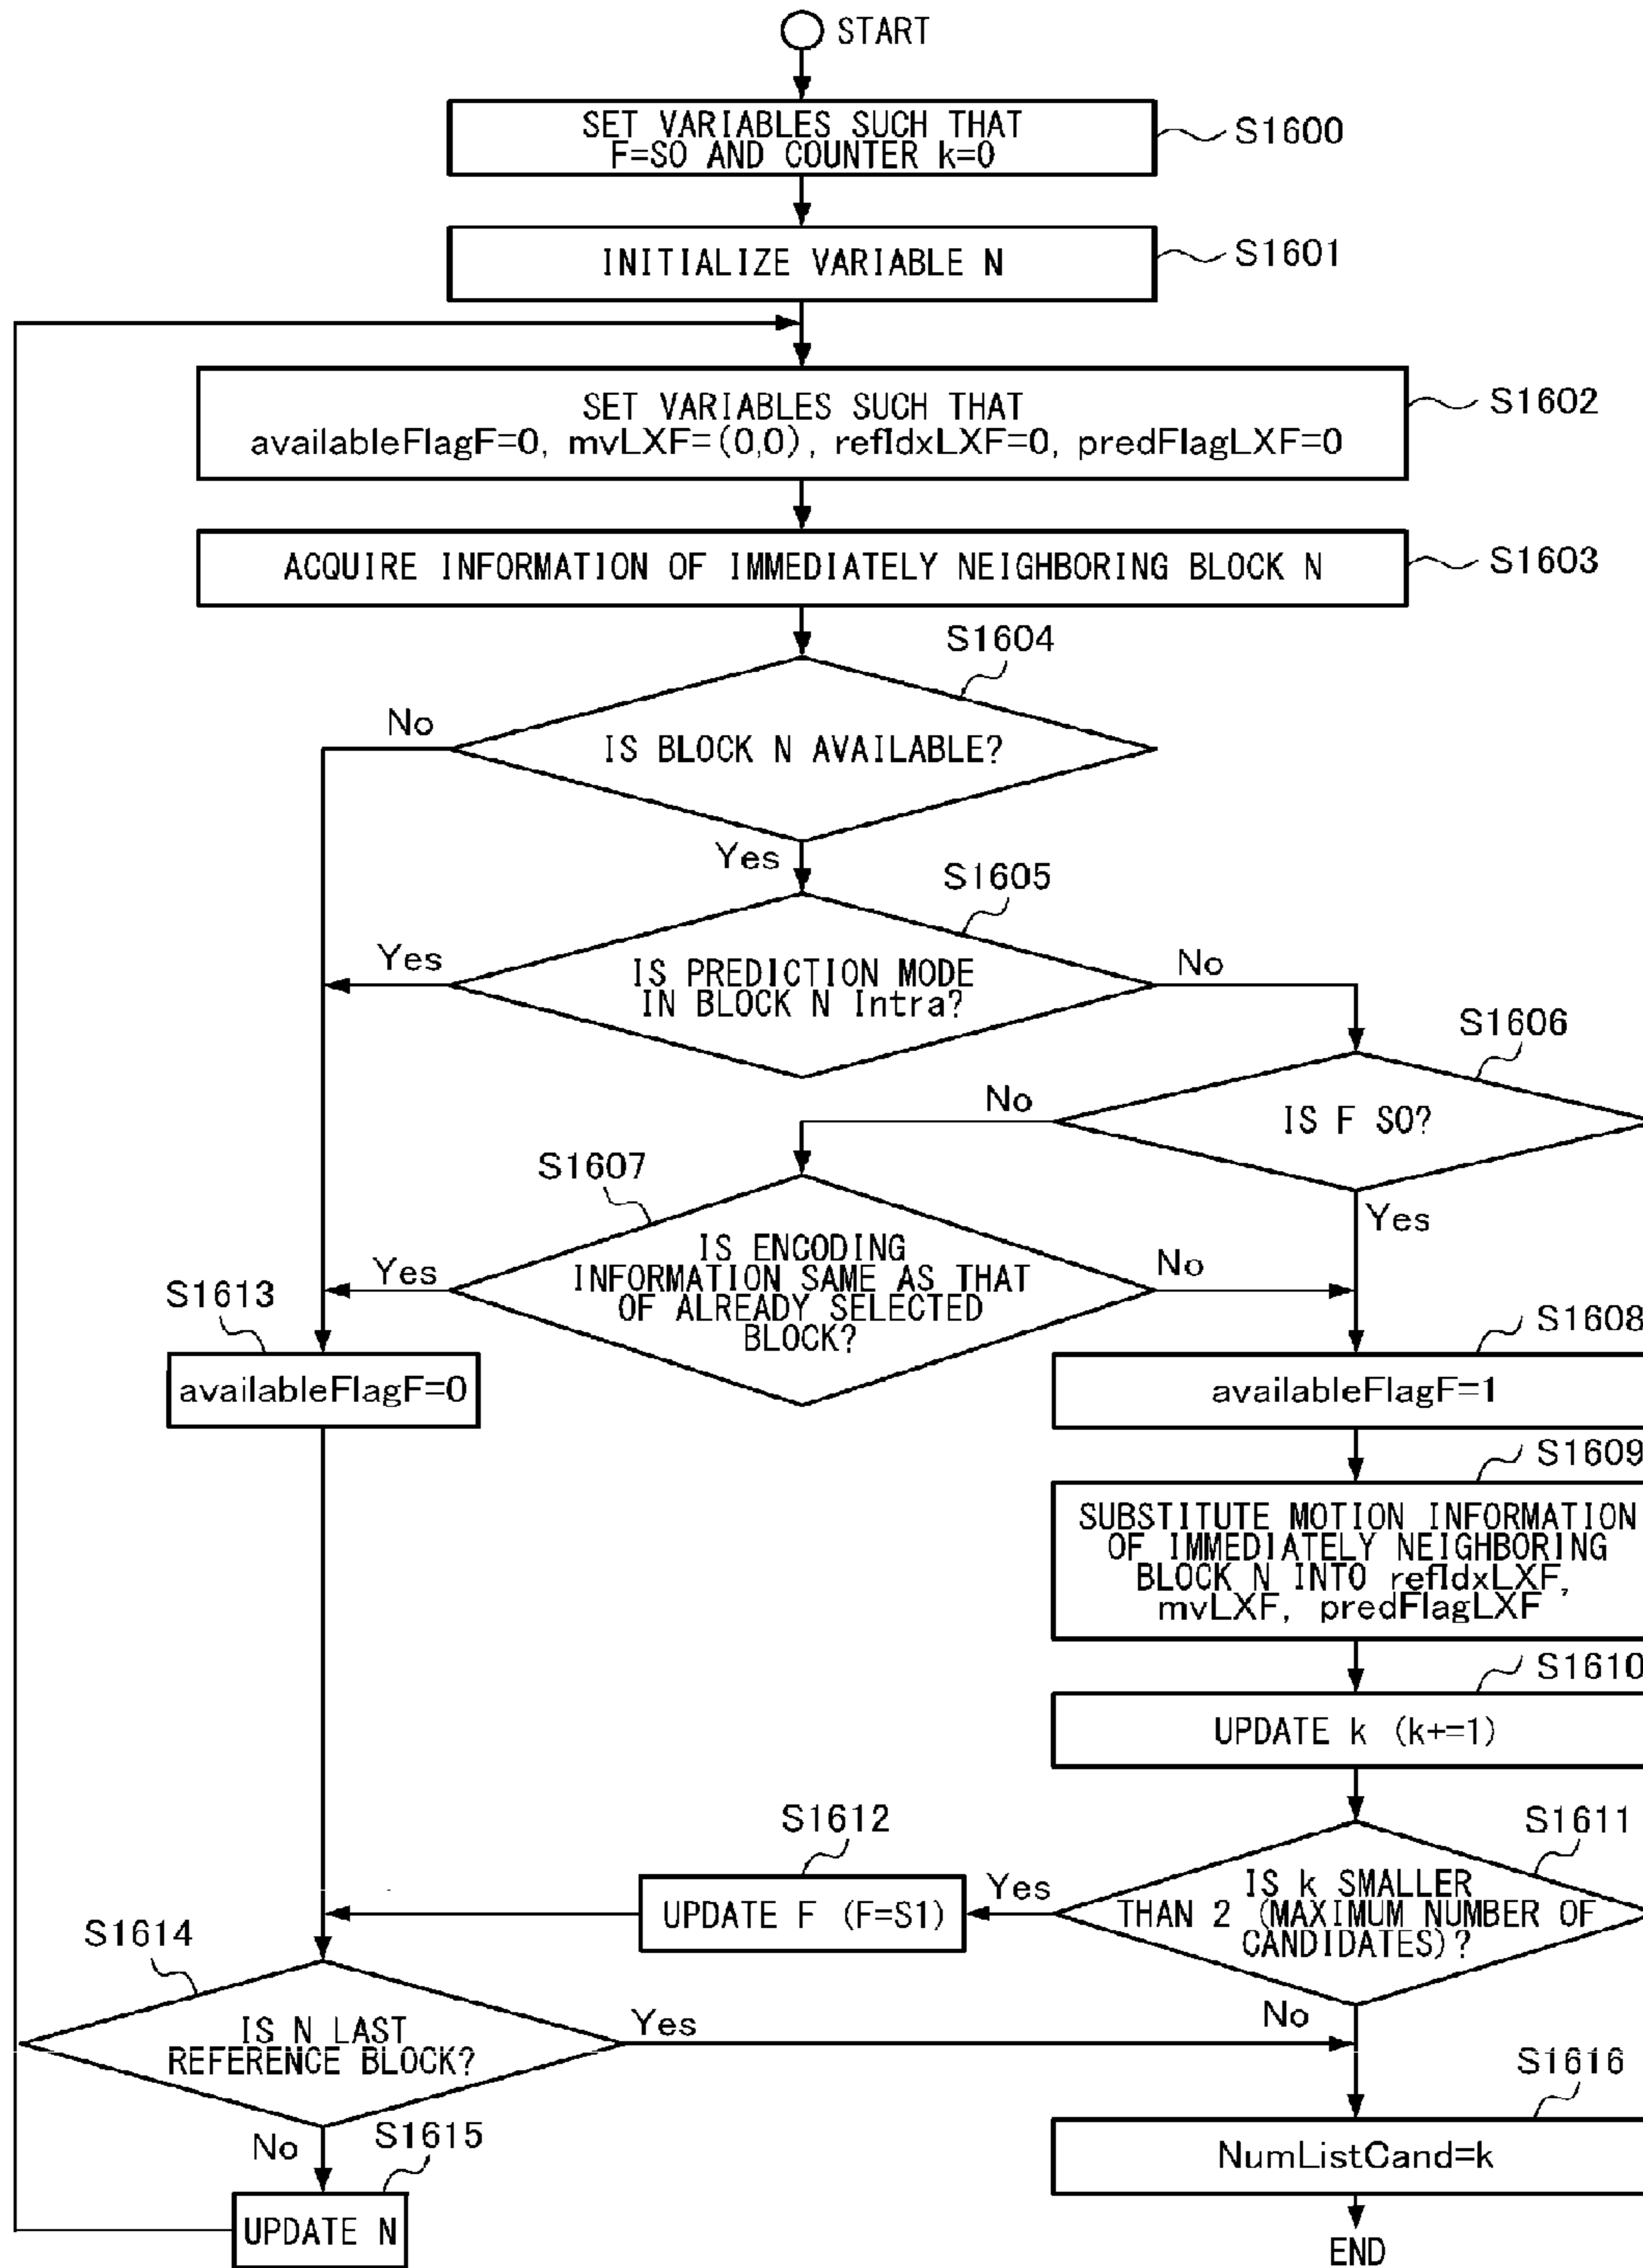 START
SET VARIABLES SUCH THAT
F=S0 AND COUNTER k=0
S1600
INITIALIZE VARIABLE N
S1601
SET VARIABLES SUCH THAT
availableFlagF=0, mvLXF=(0,0), refIdxLXF=0, predFlagLXF=0
S1602
ACQUIRE INFORMATION OF IMMEDIATELY NEIGHBORING BLOCK N
S1603
S1604
No
IS BLOCK N AVAILABLE?
Yes
S1605
Yes
IS PREDICTION MODE
IN BLOCK N Intra?
No
S1606
No
IS F S0?
Yes
S1607
Yes
IS ENCODING
INFORMATION SAME AS THAT
OF ALREADY SELECTED
BLOCK?
No
S1613
availableFlagF=0
S1608
availableFlagF=1
S1609
SUBSTITUTE MOTION INFORMATION
OF IMMEDIATELY NEIGHBORING
BLOCK N INTO refIdxLXF,
mvLXF, predFlagLXF
S1610
UPDATE k (k+=1)
S1611
IS k SMALLER
THAN 2 (MAXIMUM NUMBER OF
CANDIDATES)?
Yes
No
S1612
UPDATE F (F=S1)
S1614
IS N LAST
REFERENCE BLOCK?
Yes
No
S1615
UPDATE N
S1616
NumListCand=k
END